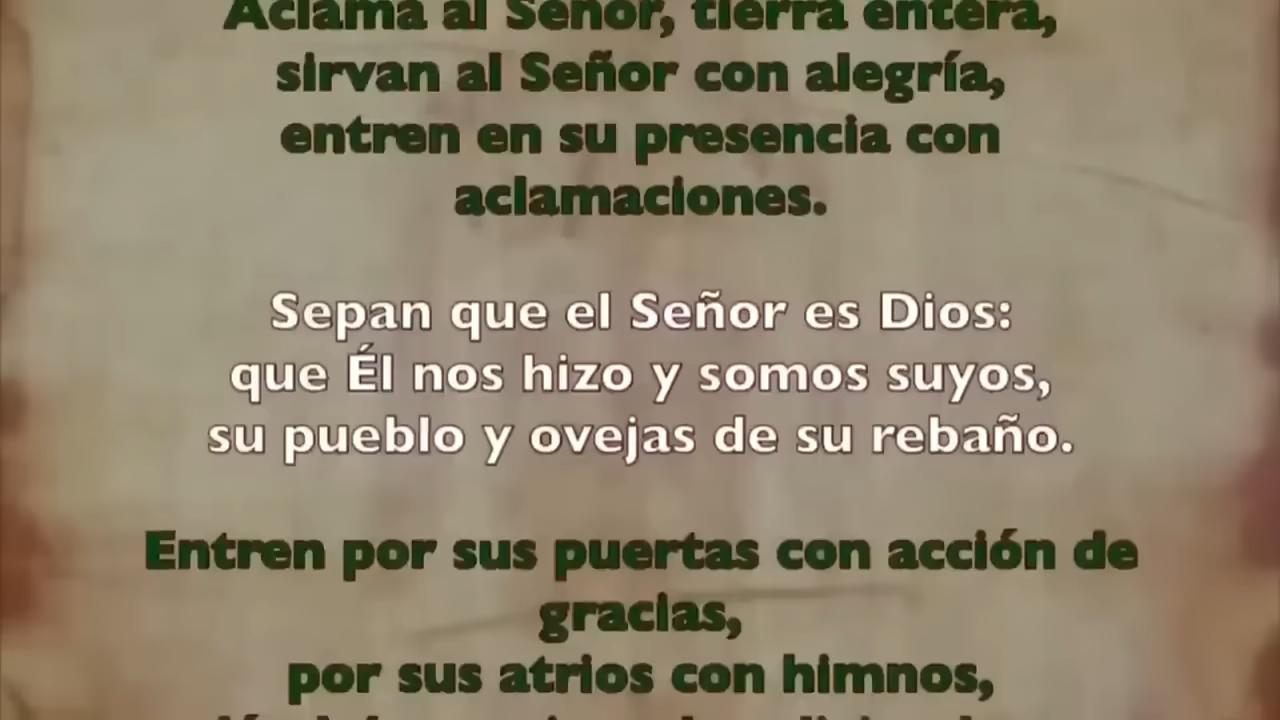 Aclama al Señor, tierra entera,
sirvan al Señor con alegría,
entren en su presencia con
aclamaciones.
Sepan que el Señor es Dios:
que Él nos hizo y somos suyos,
su pueblo y ovejas de su rebaño.
Entren por sus puertas con acción de
gracias,
por sus atrios con himnos,